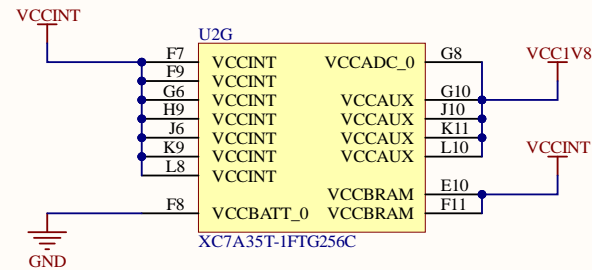 VCCINT
U2G
F7 VCCINT VCCADC_0 G8
VCC1V8
F9 VCCINT
G6 VCCINT VCCAUX G10
H9 VCCINT VCCAUX J10
J6 VCCINT VCCAUX K11
K9 VCCINT VCCAUX L10
VCCINT
L8 VCCINT
VCCBRAM E10
F8 VCCBATT_0 VCCBRAM F11
XC7A35T-1FTG256C
GND